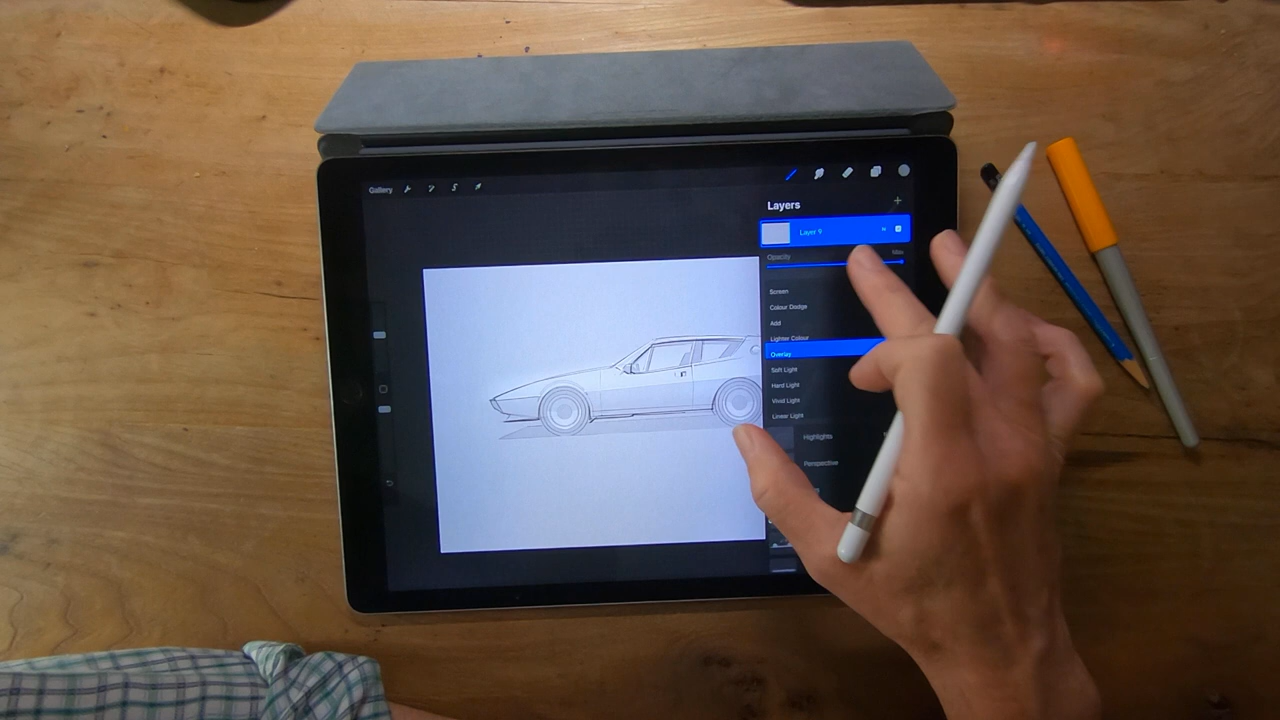 Gallery
Layers
Layer 9
N
Opacity
Max
Screen
Colour Dodge
Add
Lighter Colour
Overlay
Soft Light
Hard Light
Vivid Light
Linear Light
Highlights
Perspective